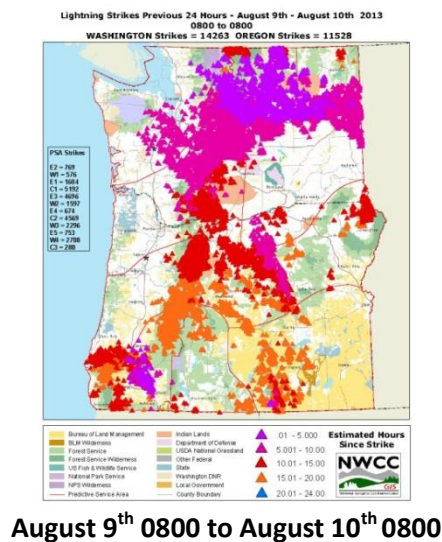 Lightning Strikes Previous 24 Hours - August 9th - August 10th 2013
0800 to 0800
WASHINGTON Strikes = 14263 OREGON Strikes = 11528
PSA Strikes
E2 = 769
W1 = 576
E1 = 1684
C1 = 5192
E3 = 4696
W2 = 1597
E4 = 674
C2 = 4569
W3 = 2296
E5 = 753
W4 = 2788
C3 = 280
Bureau of Land Management
BLM Wilderness
Forest Service
Forest Service Wilderness
US Fish & Wildlife Service
National Park Service
NPS Wilderness
Predictive Service Area
Indian Lands
Department of Defense
USDA National Grassland
Other Federal
State
Washington DNR
Local Government
County Boundary
.01 - 5.000
5.001 - 10.00
10.01 - 15.00
15.01 - 20.00
20.01 - 24.00
Estimated Hours
Since Strike
NWCC
GIS
August 9th 0800 to August 10th 0800